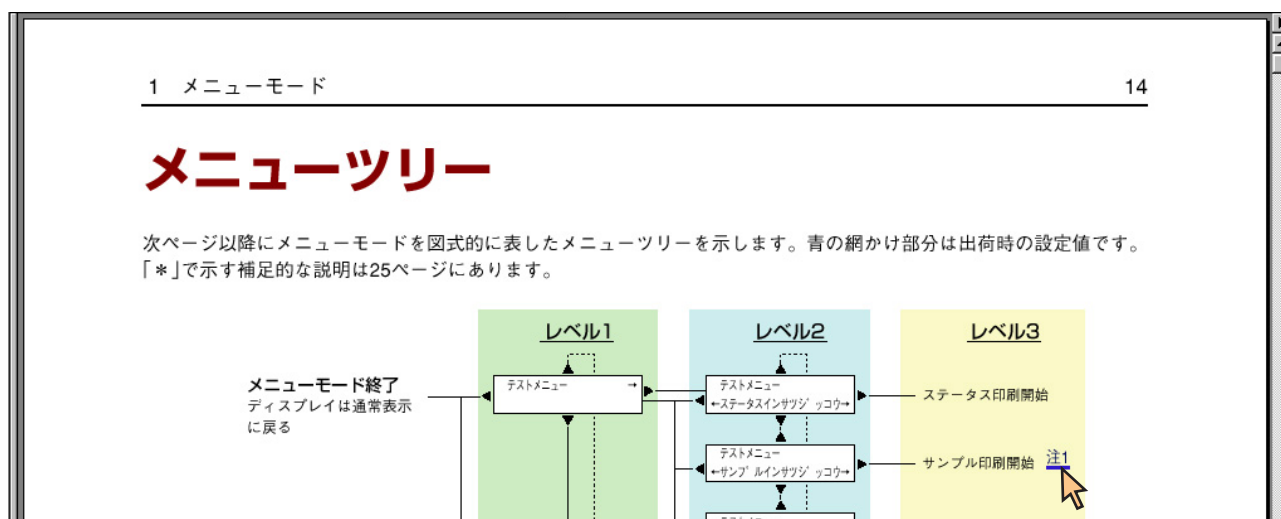 1 メニューモード 14
メニューツリー
次ページ以降にメニューモードを図式的に表したメニューツリーを示します。青の網かけ部分は出荷時の設定値です。
「＊」で示す補足的な説明は25ページにあります。
レベル1 レベル2 レベル3
メニューモード終了
ディスプレイは通常表示
に戻る
テストメニュー →
テストメニュー
←ステータスインサツジッコウ→
ステータス印刷開始
テストメニュー
←サンプルインサツジッコウ→
サンプル印刷開始 注1